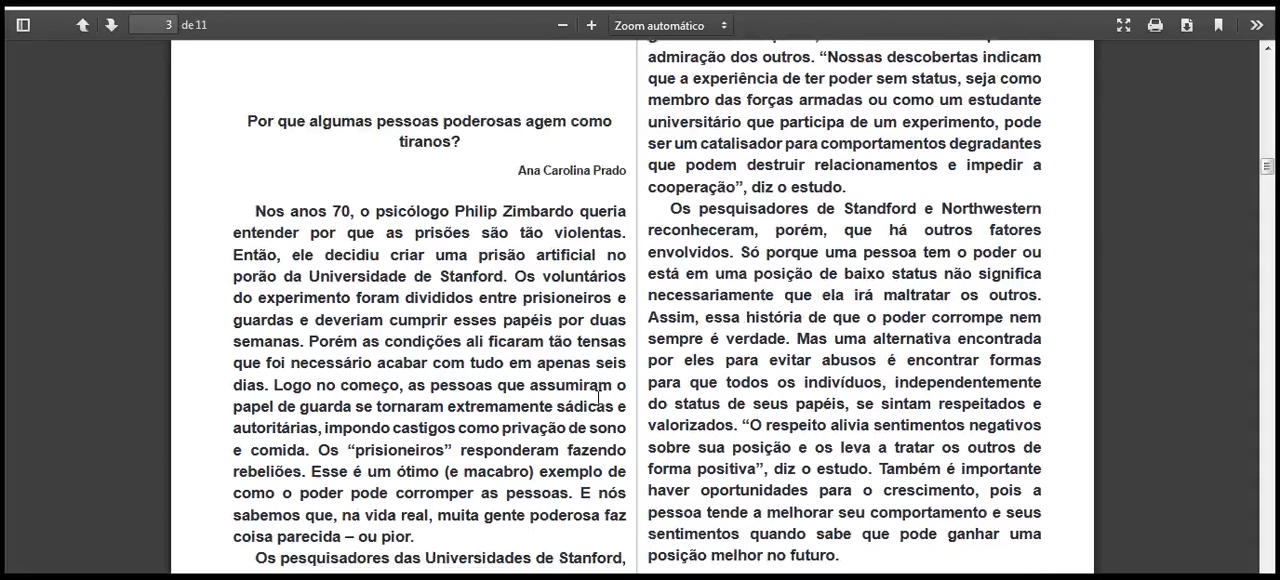 3 de 11
Zoom automático
Por que algumas pessoas poderosas agem como
tiranos?
Ana Carolina Prado
Nos anos 70, o psicólogo Philip Zimbardo queria
entender por que as prisões são tão violentas.
Então, ele decidiu criar uma prisão artificial no
porão da Universidade de Stanford. Os voluntários
do experimento foram divididos entre prisioneiros e
guardas e deveriam cumprir esses papéis por duas
semanas. Porém as condições ali ficaram tão tensas
que foi necessário acabar com tudo em apenas seis
dias. Logo no começo, as pessoas que assumiram o
papel de guarda se tornaram extremamente sádicas e
autoritárias, impondo castigos como privação de sono
e comida. Os “prisioneiros” responderam fazendo
rebeliões. Esse é um ótimo (e macabro) exemplo de
como o poder pode corromper as pessoas. E nós
sabemos que, na vida real, muita gente poderosa faz
coisa parecida – ou pior.
Os pesquisadores das Universidades de Stanford,
admiração dos outros. “Nossas descobertas indicam
que a experiência de ter poder sem status, seja como
membro das forças armadas ou como um estudante
universitário que participa de um experimento, pode
ser um catalisador para comportamentos degradantes
que podem destruir relacionamentos e impedir a
cooperação”, diz o estudo.
Os pesquisadores de Standford e Northwestern
reconheceram, porém, que há outros fatores
envolvidos. Só porque uma pessoa tem o poder ou
está em uma posição de baixo status não significa
necessariamente que ela irá maltratar os outros.
Assim, essa história de que o poder corrompe nem
sempre é verdade. Mas uma alternativa encontrada
por eles para evitar abusos é encontrar formas
para que todos os indivíduos, independentemente
do status de seus papéis, se sintam respeitados e
valorizados. “O respeito alivia sentimentos negativos
sobre sua posição e os leva a tratar os outros de
forma positiva”, diz o estudo. Também é importante
haver oportunidades para o crescimento, pois a
pessoa tende a melhorar seu comportamento e seus
sentimentos quando sabe que pode ganhar uma
posição melhor no futuro.